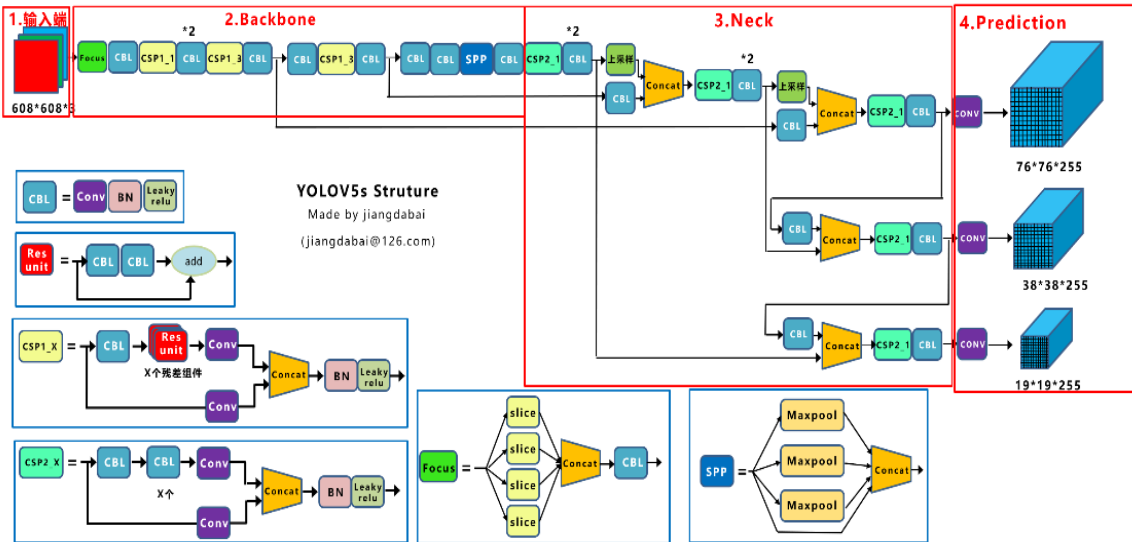 1.输入端
2.Backbone
3.Neck
4.Prediction
*2
*2
*2
Focus
CBL
CSP1_1
CBL
CSP1_3
CBL
CBL
CSP1_3
CBL
CBL
CBL
SPP
CBL
CSP2_1
CBL
上采样
CBL
Concat
CSP2_1
CBL
上采样
CBL
Concat
CSP2_1
CBL
CONV
608*608*3
76*76*255
YOLOV5s Struture
Made by jiangdabai
(jiangdabai@126.com)
CBL
=
Conv
BN
Leaky
relu
CBL
Concat
CSP2_1
CBL
CONV
38*38*255
Res
unit
=
CBL
CBL
add
CBL
Concat
CSP2_1
CBL
CONV
19*19*255
CSP1_X
=
CBL
Res
unit
Conv
X个残差组件
Conv
Concat
BN
Leaky
relu
CSP2_X
=
CBL
CBL
Conv
X个
Conv
Concat
BN
Leaky
relu
Focus
=
slice
slice
slice
slice
Concat
CBL
SPP
=
Maxpool
Maxpool
Maxpool
Concat